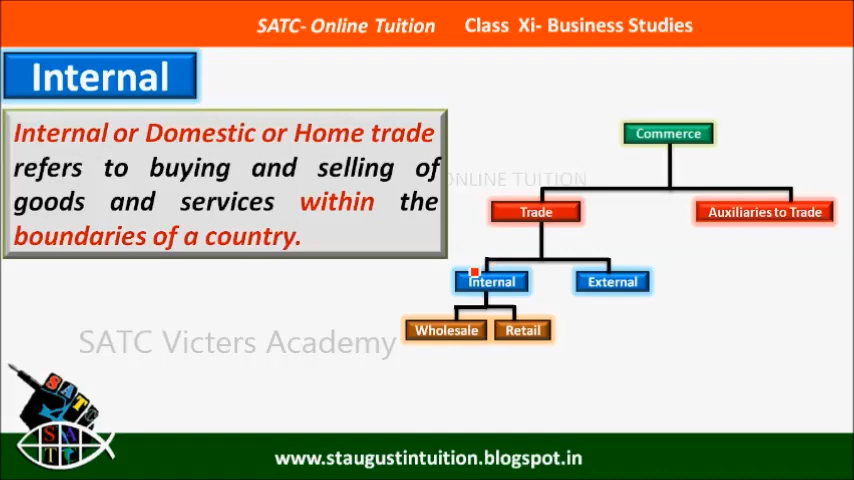 SATC- Online Tuition Class Xi- Business Studies
Internal
Internal or Domestic or Home trade
refers to buying and selling of
goods and services within the
boundaries of a country.
ONLINE TUITION
Commerce
Trade
Auxiliaries to Trade
Internal
External
Wholesale
Retail
SATC Victers Academy
SATC
SAT
www.staugustintuition.blogspot.in